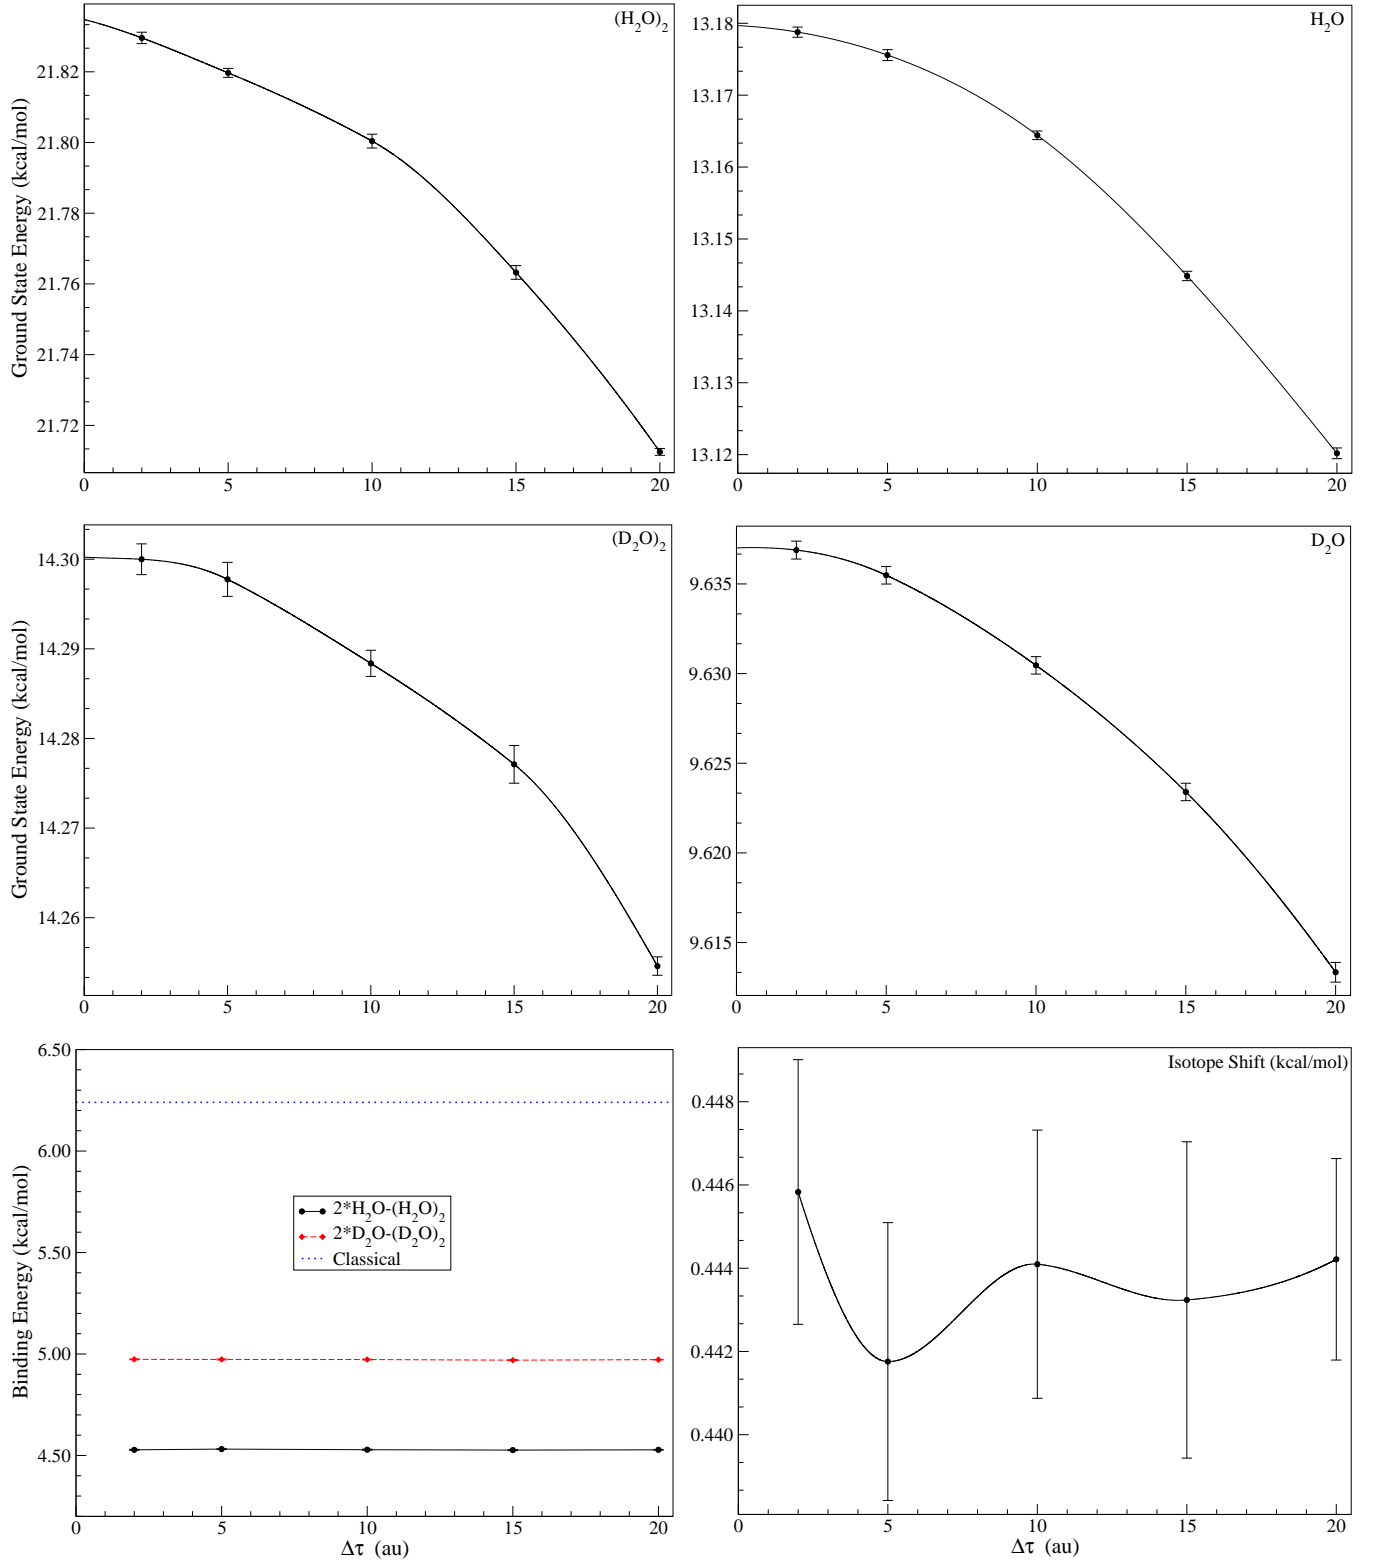 (H₂O)₂
21.82
21.80
21.78
21.76
21.74
21.72
0 5 10 15 20
Ground State Energy (kcal/mol)
H₂O
13.18
13.17
13.16
13.15
13.14
13.13
13.12
0 5 10 15 20
(D₂O)₂
14.30
14.29
14.28
14.27
14.26
0 5 10 15 20
Ground State Energy (kcal/mol)
D₂O
9.635
9.630
9.625
9.620
9.615
0 5 10 15 20
6.50
6.00
5.50
5.00
4.50
0 5 10 15 20
Binding Energy (kcal/mol)
2*H₂O-(H₂O)₂
2*D₂O-(D₂O)₂
Classical
Δτ (au)
Isotope Shift (kcal/mol)
0.448
0.446
0.444
0.442
0.440
0 5 10 15 20
Δτ (au)